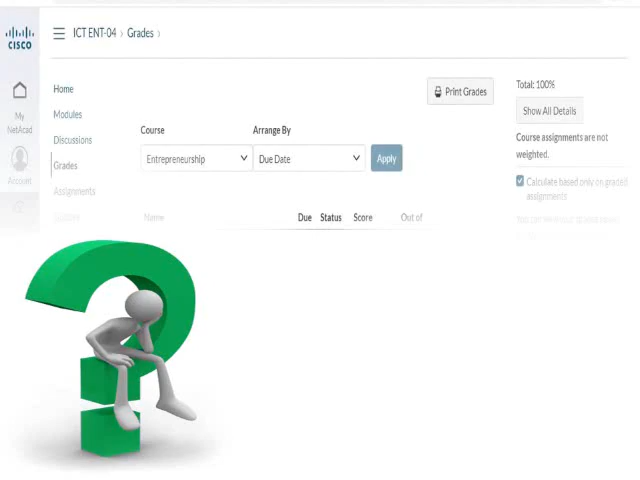 CISCO
ICT ENT-04 › Grades ›
My
NetAcad
Account
Home
Modules
Discussions
Grades
Assignments
Print Grades
Course
Arrange By
Entrepreneurship
Due Date
Apply
Name
Due
Status
Score
Out of
Total: 100%
Show All Details
Course assignments are not
weighted.
Calculate based only on graded
assignments